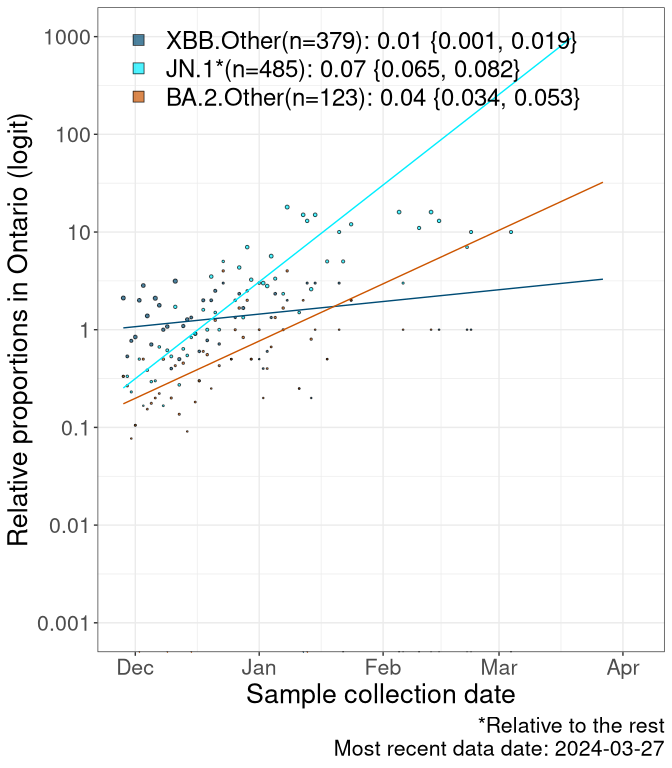 XBB.Other(n=379): 0.01 {0.001, 0.019}
JN.1*(n=485): 0.07 {0.065, 0.082}
BA.2.Other(n=123): 0.04 {0.034, 0.053}
Relative proportions in Ontario (logit)
1000
100
10
1
0.1
0.01
0.001
Dec Jan Feb Mar Apr
Sample collection date
*Relative to the rest
Most recent data date: 2024-03-27